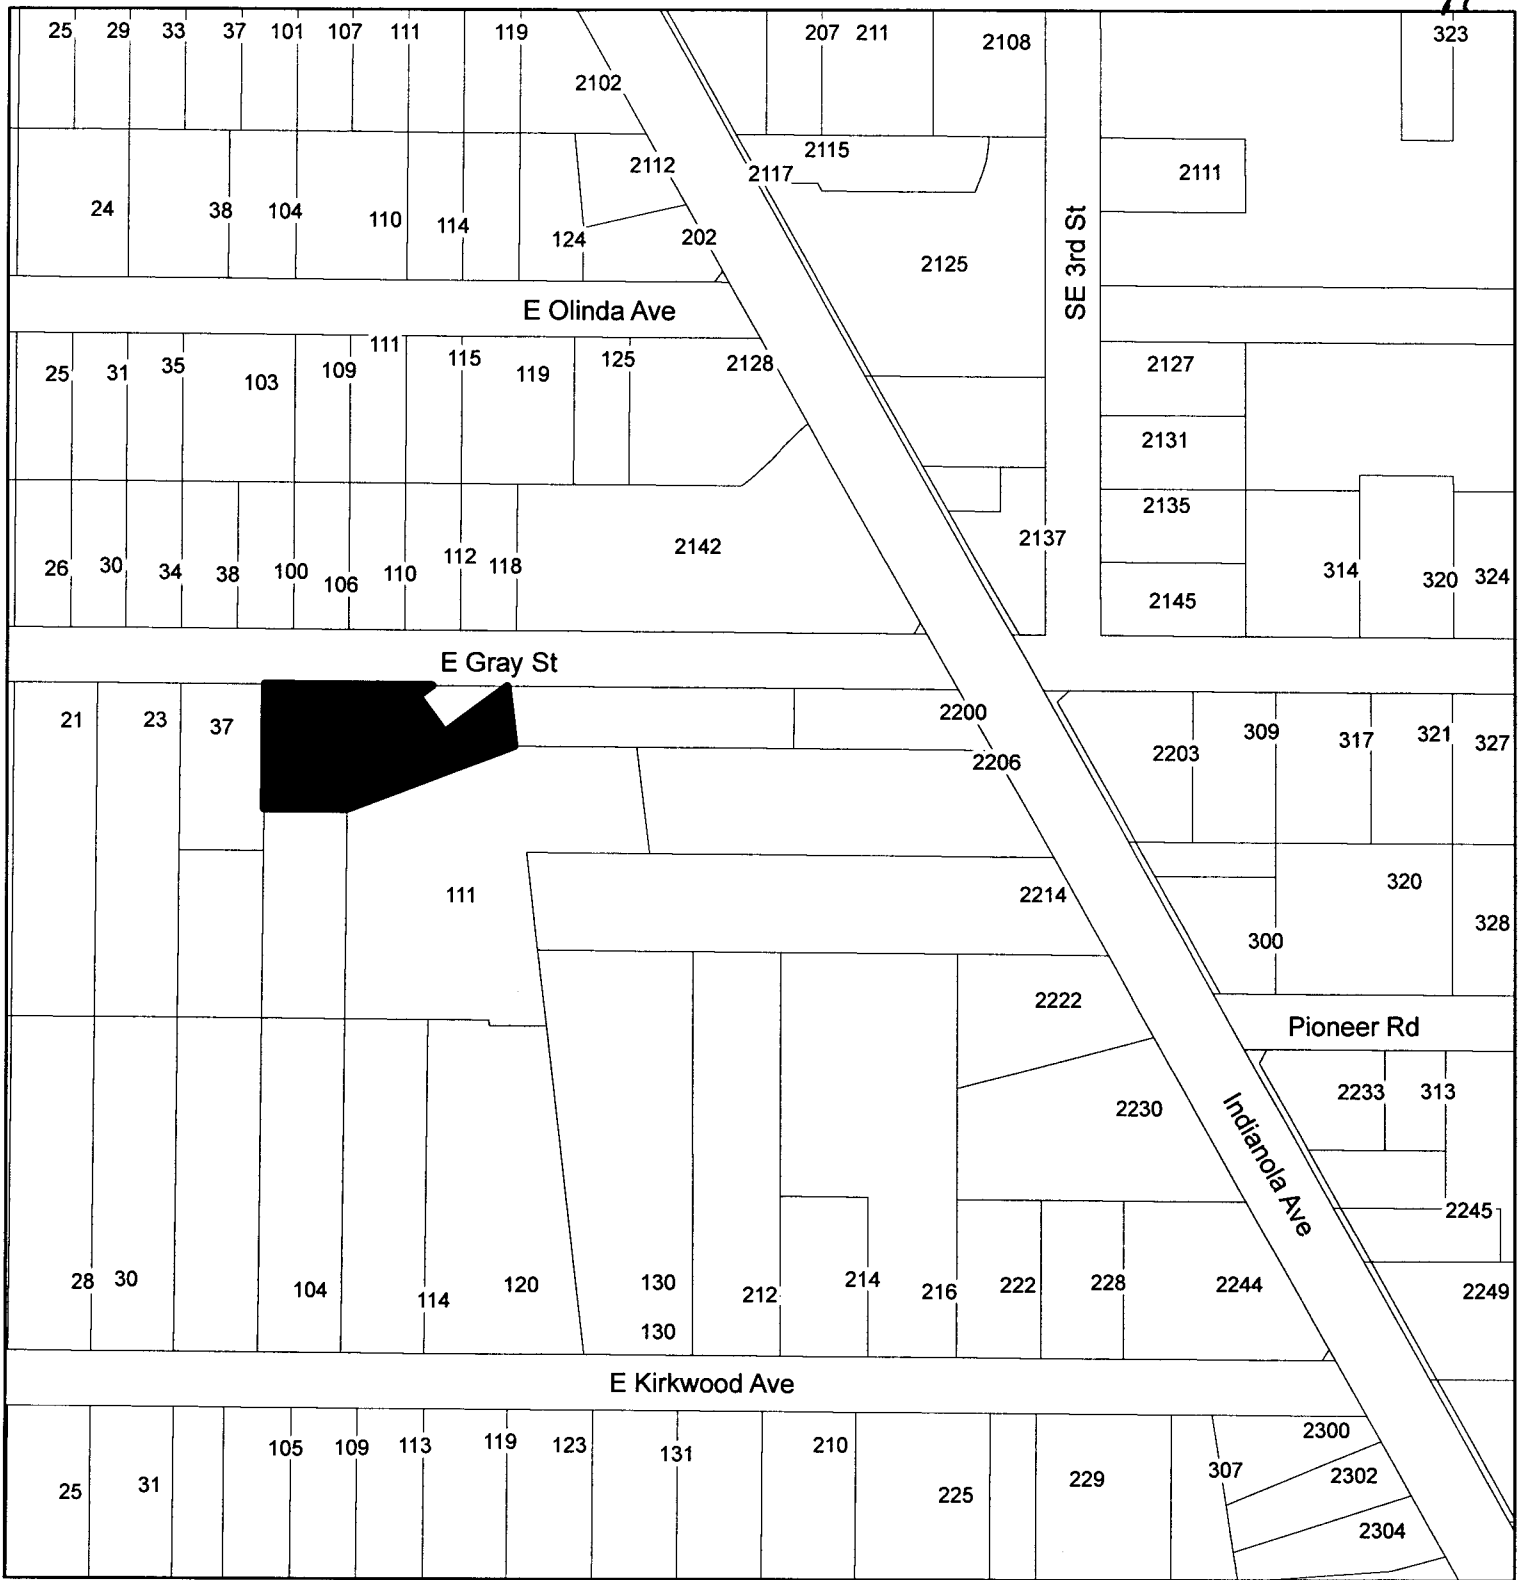 25 29 33 37 101 107 111 119 207 211 2108 323
2102
2112 2117 2115 2111
24 38 104 110 114 124 202 2125
SE 3rd St
E Olinda Ave
25 31 35 103 109 111 115 119 125 2128 2127
2131
2135
26 30 34 38 100 106 110 112 118 2142 2137 314 320 324
2145
E Gray St
21 23 37 2200 2203 309 317 321 327
2206
111 2214 320
300 328
2222 Pioneer Rd
2230 2233 313
Indianola Ave
2245
28 30 104 114 120 130 212 214 216 222 228 2244 2249
130
E Kirkwood Ave
105 109 113 119 123 131 210 2300
25 31 225 229 307 2302
2304